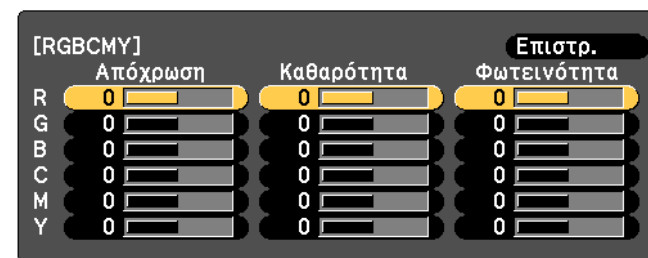 [RGBCMY] Επιστρ.
Απόχρωση Καθαρότητα Φωτεινότητα
R 0 0 0
G 0 0 0
B 0 0 0
C 0 0 0
M 0 0 0
Y 0 0 0